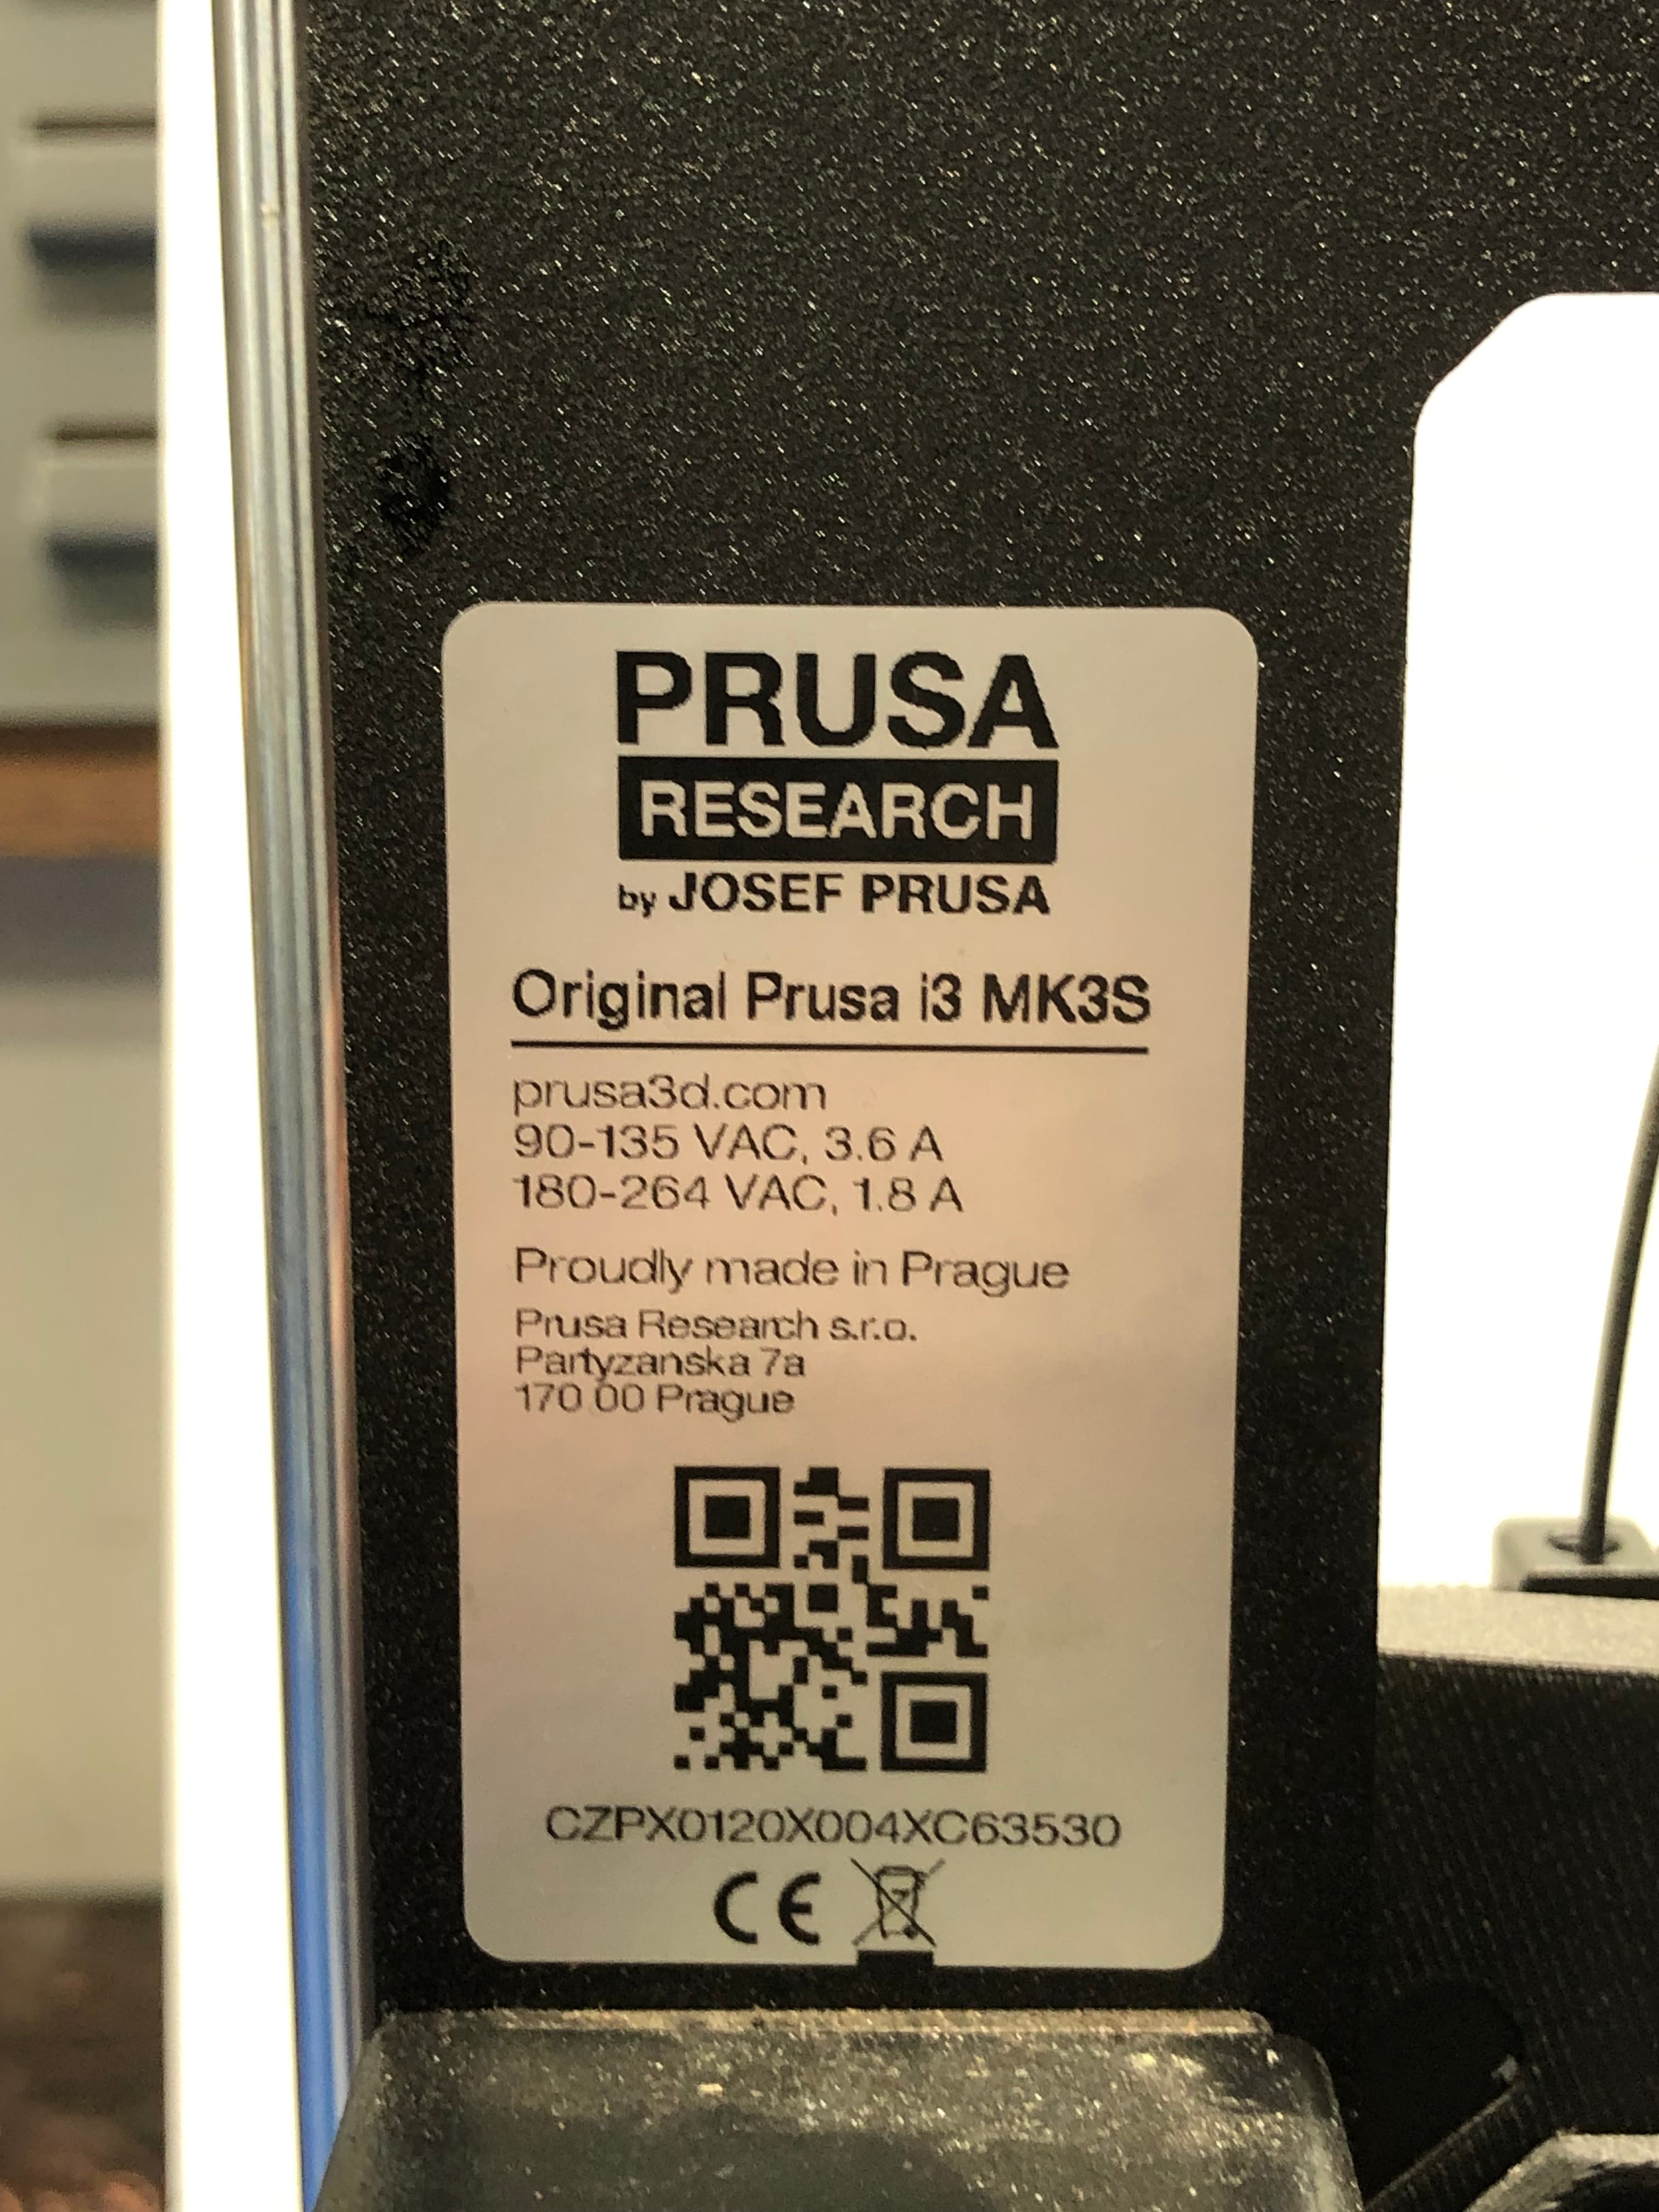 PRUSA
RESEARCH
by JOSEF PRUSA
Original Prusa i3 MK3S
prusa3d.com
90-135 VAC, 3.6 A
180-264 VAC, 1.8 A
Proudly made in Prague
Prusa Research s.r.o.
Partyzanska 7a
170 00 Prague
CZPX0120X004XC63530
CE